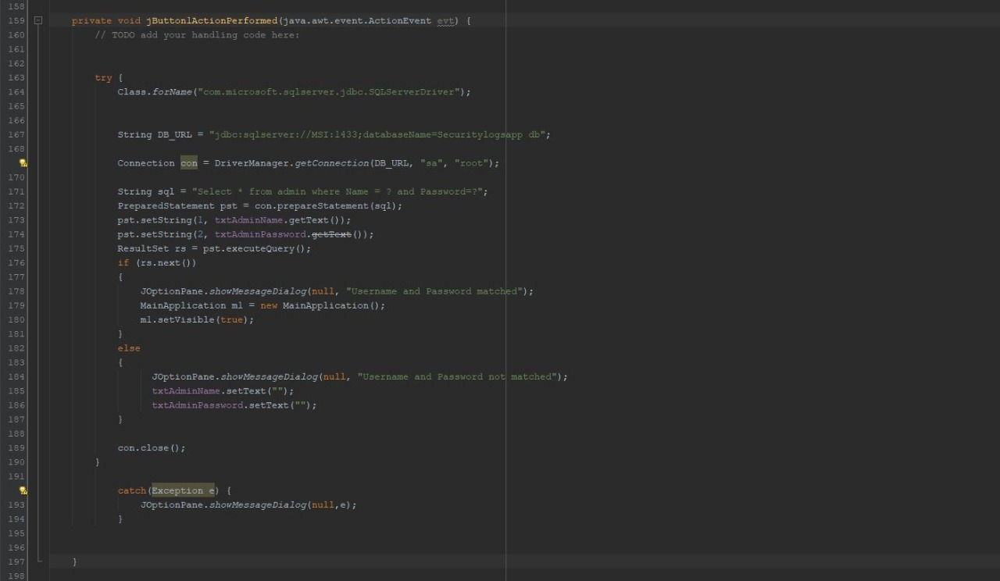 158
159 private void jButton1ActionPerformed(java.awt.event.ActionEvent evt) {
160 // TODO add your handling code here:
161
162
163 try {
164 Class.forName("com.microsoft.sqlserver.jdbc.SQLServerDriver");
165
166
167 String DB_URL = "jdbc:sqlserver://MSI:1433;databaseName=Securitylogsapp db";
168
Connection con = DriverManager.getConnection(DB_URL, "sa", "root");
170
171 String sql = "Select * from admin where Name = ? and Password=?";
172 PreparedStatement pst = con.prepareStatement(sql);
173 pst.setString(1, txtAdminName.getText());
174 pst.setString(2, txtAdminPassword.getText());
175 ResultSet rs = pst.executeQuery();
176 if (rs.next())
177 {
178 JOptionPane.showMessageDialog(null, "Username and Password matched");
179 MainApplication ml = new MainApplication();
180 ml.setVisible(true);
181 }
182 else
183 {
184 JOptionPane.showMessageDialog(null, "Username and Password not matched");
185 txtAdminName.setText("");
186 txtAdminPassword.setText("");
187 }
188
189 con.close();
190 }
191
catch(Exception e) {
193 JOptionPane.showMessageDialog(null,e);
194 }
195
196
197 }
198